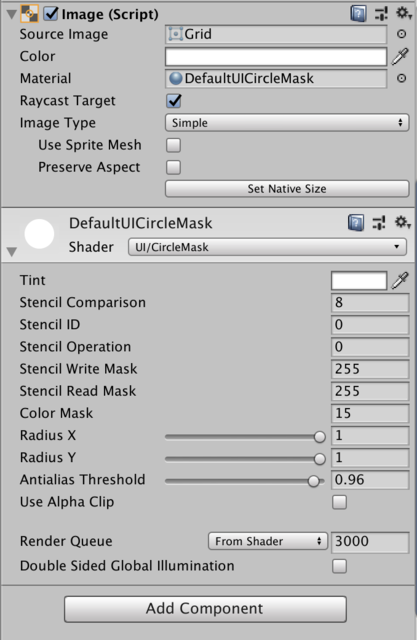 Image (Script)
Source Image Grid
Color
Material DefaultUICircleMask
Raycast Target
Image Type Simple
Use Sprite Mesh
Preserve Aspect
Set Native Size
DefaultUICircleMask
Shader UI/CircleMask
Tint
Stencil Comparison 8
Stencil ID 0
Stencil Operation 0
Stencil Write Mask 255
Stencil Read Mask 255
Color Mask 15
Radius X 1
Radius Y 1
Antialias Threshold 0.96
Use Alpha Clip
Render Queue From Shader 3000
Double Sided Global Illumination
Add Component